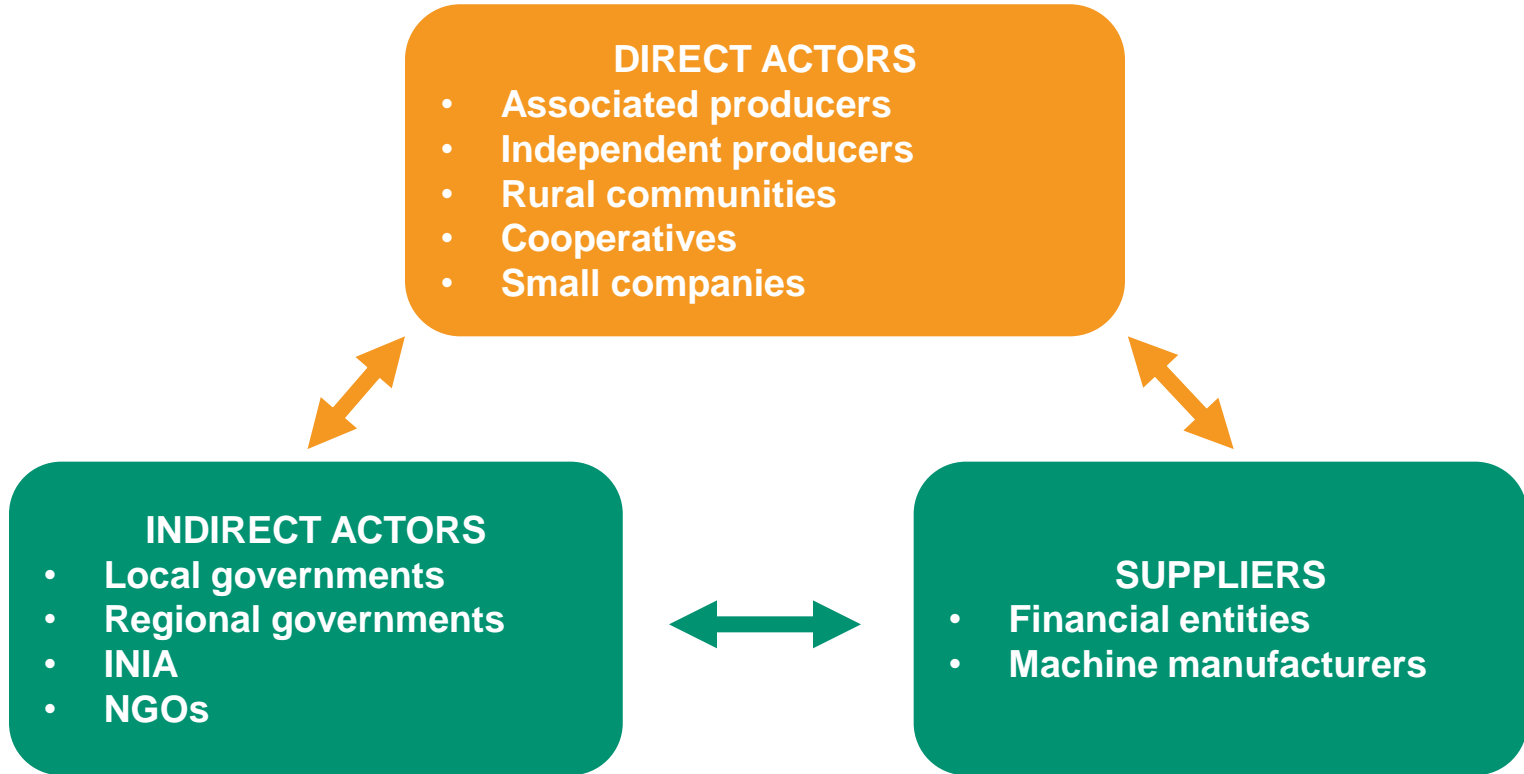 DIRECT ACTORS
• Associated producers
• Independent producers
• Rural communities
• Cooperatives
• Small companies
INDIRECT ACTORS
• Local governments
• Regional governments
• INIA
• NGOs
SUPPLIERS
• Financial entities
• Machine manufacturers